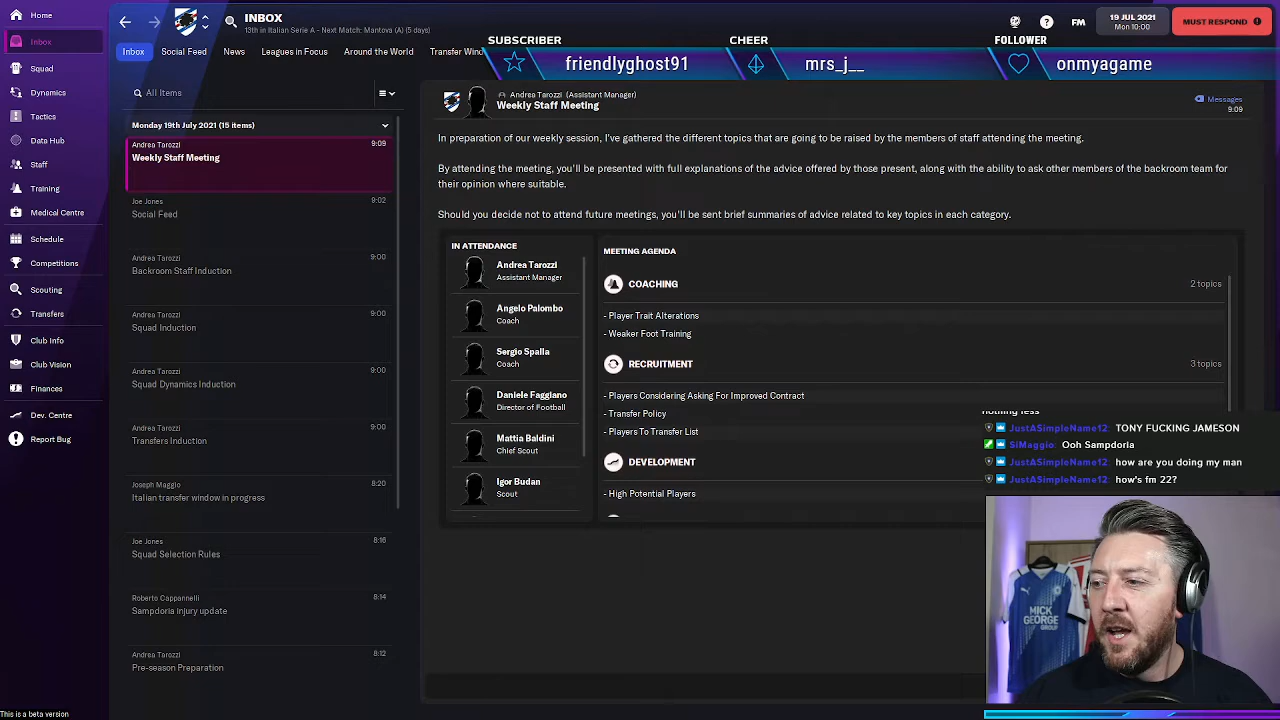 Home
Inbox
Squad
Dynamics
Tactics
Data Hub
Staff
Training
Medical Centre
Schedule
Competitions
Scouting
Transfers
Club Info
Club Vision
Finances
Dev. Centre
Report Bug
This is a beta version
INBOX
13th in Italian Serie A - Next Match: Mantova (A) (5 days)
FM
19 JUL 2021
Mon 10:00
MUST RESPOND
Inbox
Social Feed
News
Leagues in Focus
Around the World
Transfer Wind
SUBSCRIBER
friendlyghost91
CHEER
mrs_j__
FOLLOWER
onmyagame
All Items
Monday 19th July 2021 (15 items)
Andrea Tarozzi 9:09
Weekly Staff Meeting
Joe Jones 9:02
Social Feed
Andrea Tarozzi 9:00
Backroom Staff Induction
Andrea Tarozzi 9:00
Squad Induction
Andrea Tarozzi 9:00
Squad Dynamics Induction
Andrea Tarozzi 9:00
Transfers Induction
Joseph Maggio 8:20
Italian transfer window in progress
Joe Jones 8:16
Squad Selection Rules
Roberto Cappannelli 8:14
Sampdoria injury update
Andrea Tarozzi 8:12
Pre-season Preparation
Andrea Tarozzi (Assistant Manager)
Weekly Staff Meeting
Messages
9:09
In preparation of our weekly session, I've gathered the different topics that are going to be raised by the members of staff attending the meeting.
By attending the meeting, you'll be presented with full explanations of the advice offered by those present, along with the ability to ask other members of the backroom team for
their opinion where suitable.
Should you decide not to attend future meetings, you'll be sent brief summaries of advice related to key topics in each category.
IN ATTENDANCE
Andrea Tarozzi
Assistant Manager
Angelo Palombo
Coach
Sergio Spalla
Coach
Daniele Faggiano
Director of Football
Mattia Baldini
Chief Scout
Igor Budan
Scout
MEETING AGENDA
COACHING 2 topics
- Player Trait Alterations
- Weaker Foot Training
RECRUITMENT 3 topics
- Players Considering Asking For Improved Contract
- Transfer Policy
- Players To Transfer List
DEVELOPMENT
- High Potential Players
nothing less
JustASimpleName12: TONY FUCKING JAMESON
SiMaggio: Ooh Sampdoria
JustASimpleName12: how are you doing my man
JustASimpleName12: how's fm 22?
MICK
GEORGE
GROUP